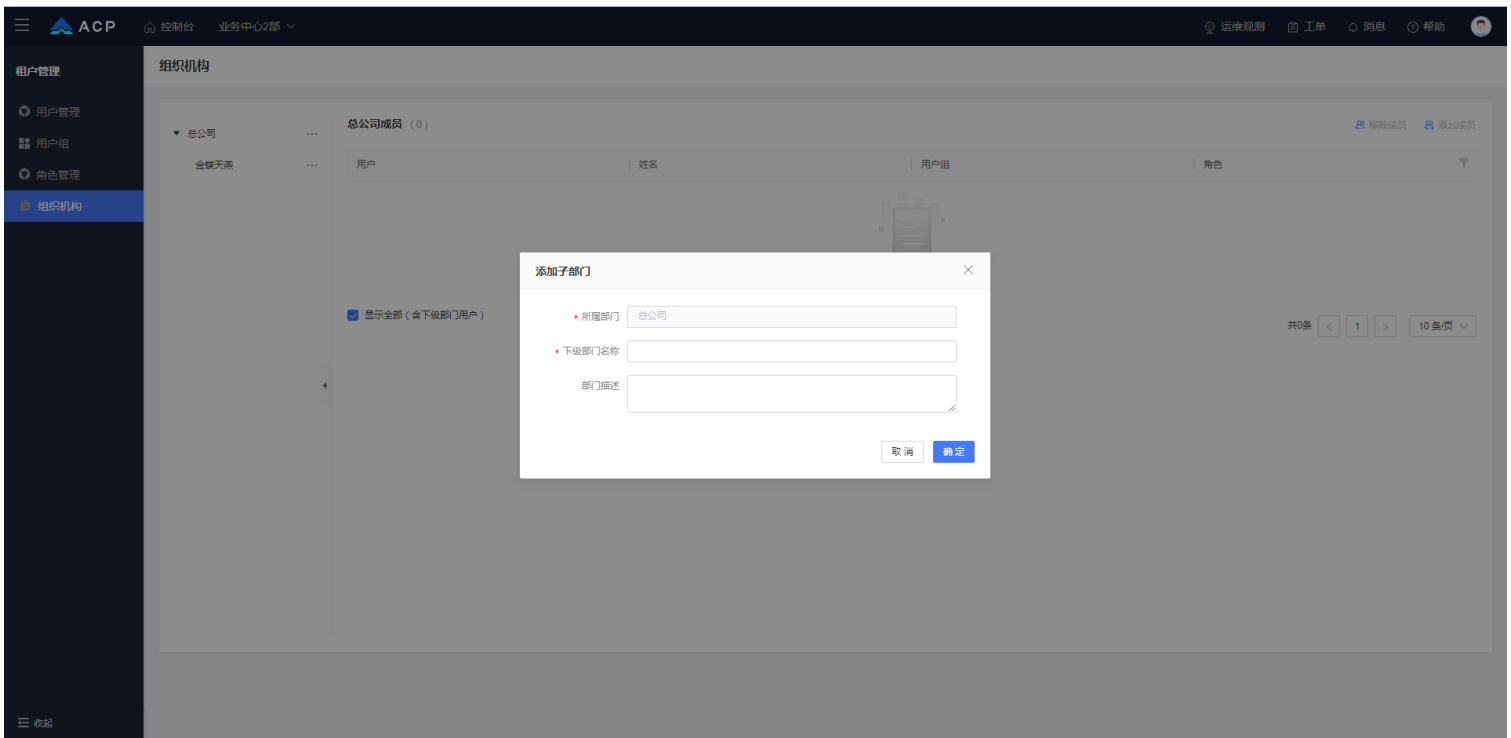 ACP 控制台 业务中心2部 运维观测 工单 消息 帮助
租户管理
组织机构
用户管理
用户组
角色管理
组织机构
总公司 ...
金蝶天燕 ...
总公司成员 (0) 移除成员 添加成员
用户 姓名 用户组 角色
添加子部门
* 所属部门 总公司
* 下级部门名称
部门描述
取消 确定
显示全部(含下级部门用户)
共0条 < 1 > 10 条/页
收起